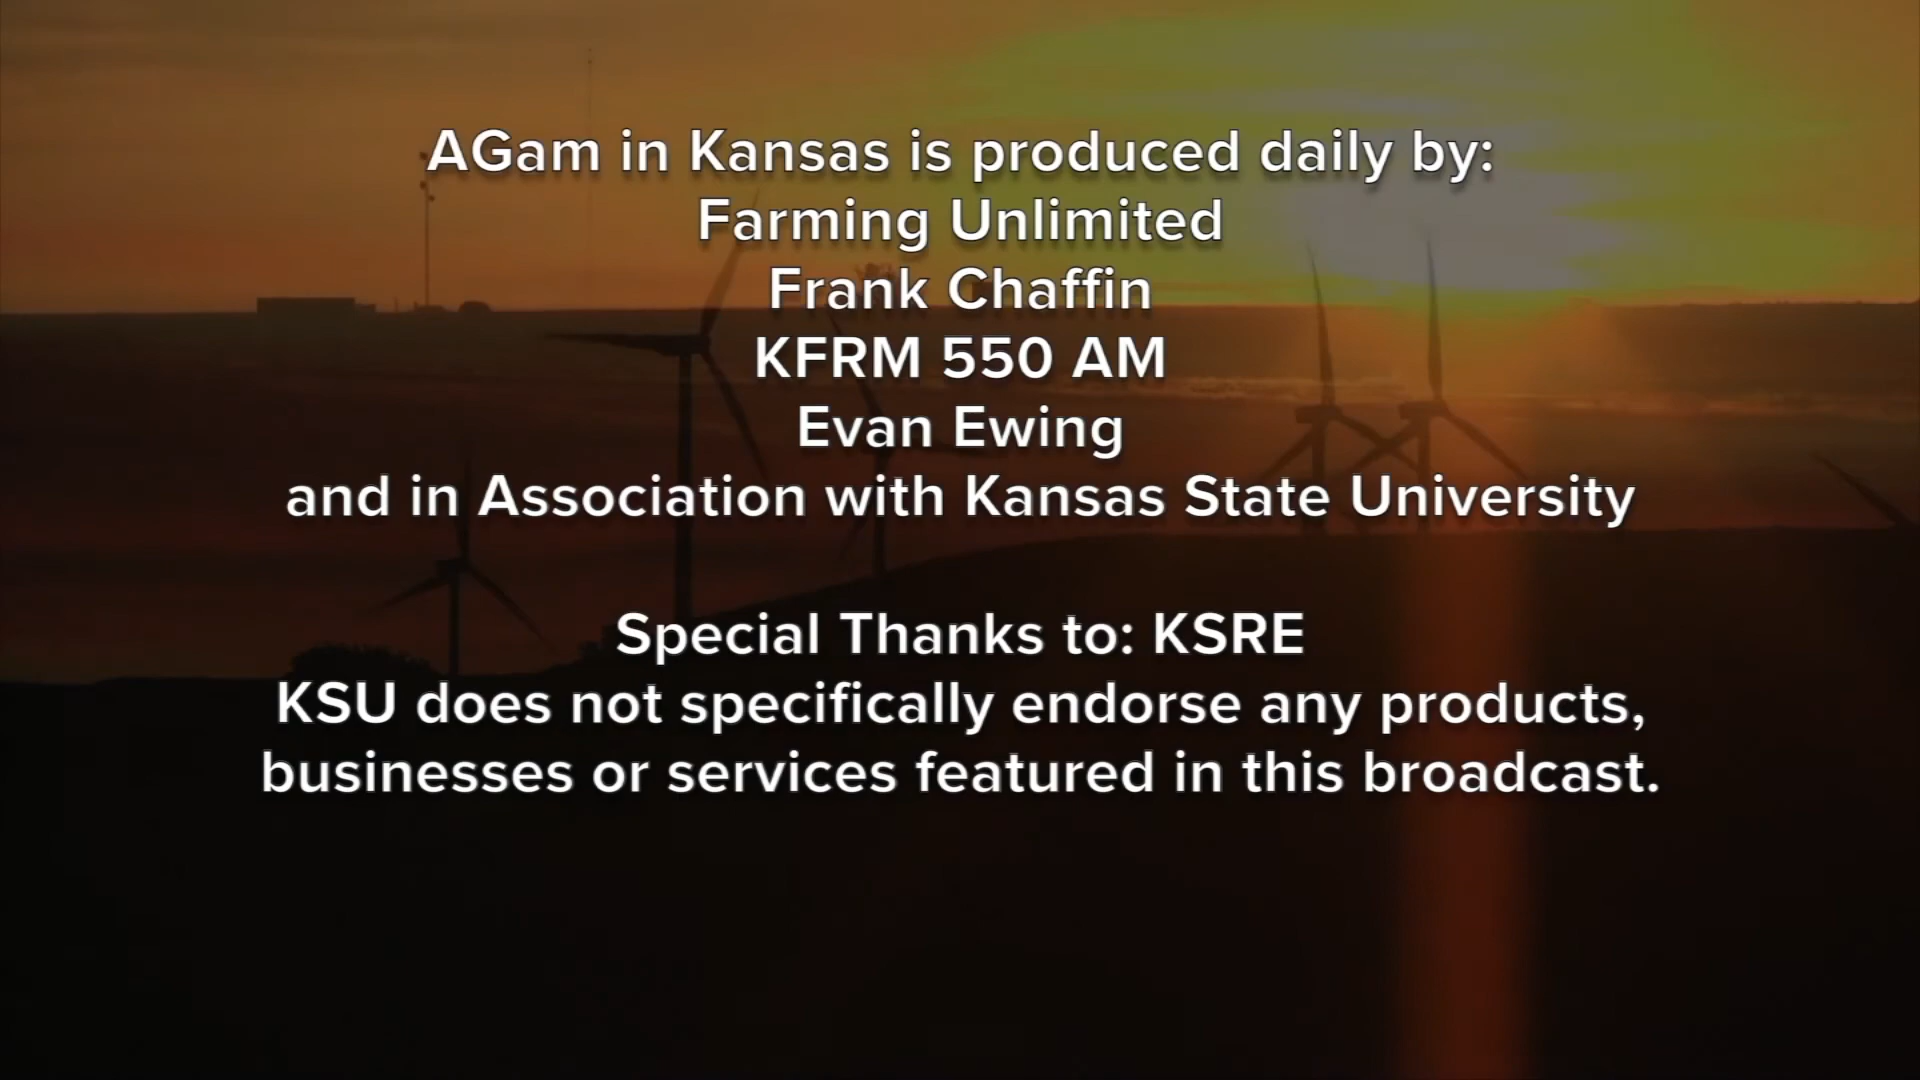 AGam in Kansas is produced daily by:
Farming Unlimited
Frank Chaffin
KFRM 550 AM
Evan Ewing
and in Association with Kansas State University
Special Thanks to: KSRE
KSU does not specifically endorse any products,
businesses or services featured in this broadcast.